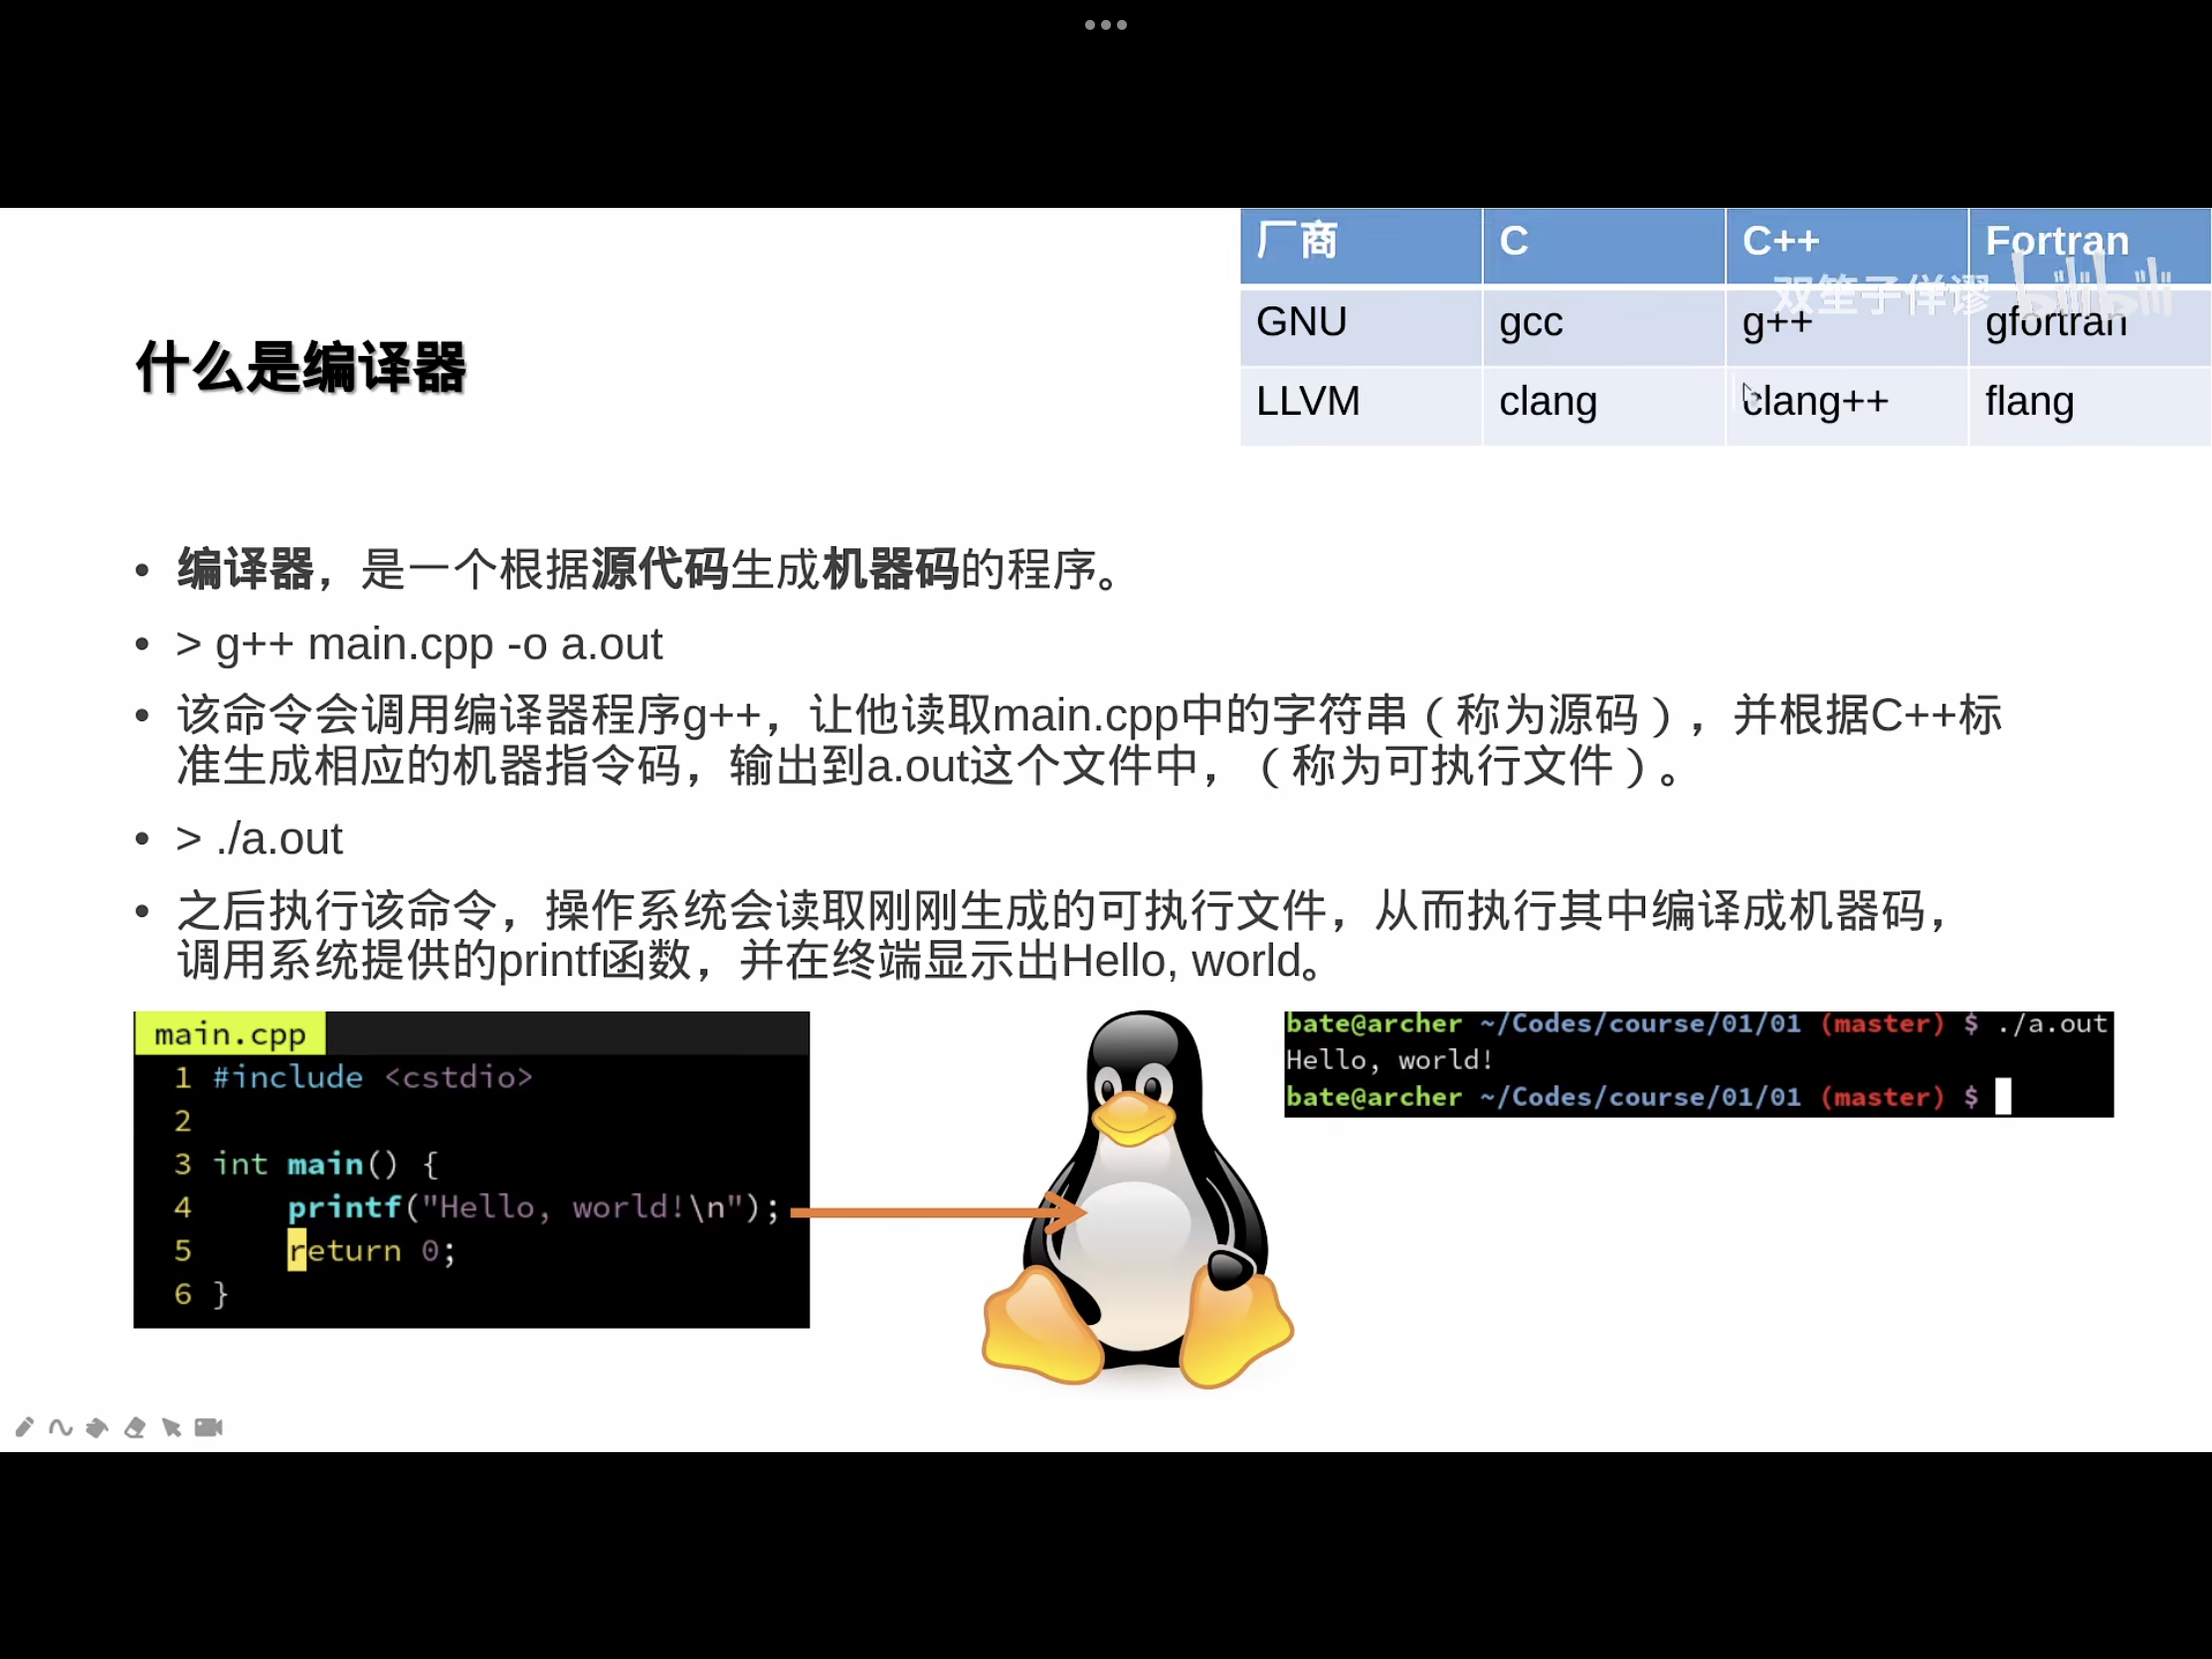 厂商 C C++ Fortran
双笙子佯谬 bilibili
GNU gcc g++ gfortran
LLVM clang clang++ flang
什么是编译器
• 编译器，是一个根据源代码生成机器码的程序。
• > g++ main.cpp -o a.out
• 该命令会调用编译器程序g++，让他读取main.cpp中的字符串（称为源码），并根据C++标
准生成相应的机器指令码，输出到a.out这个文件中，（称为可执行文件）。
• > ./a.out
• 之后执行该命令，操作系统会读取刚刚生成的可执行文件，从而执行其中编译成机器码，
调用系统提供的printf函数，并在终端显示出Hello, world。
main.cpp
1 #include <cstdio>
2
3 int main() {
4     printf("Hello, world!\n");
5     return 0;
6 }
bate@archer ~/Codes/course/01/01 (master) $ ./a.out
Hello, world!
bate@archer ~/Codes/course/01/01 (master) $